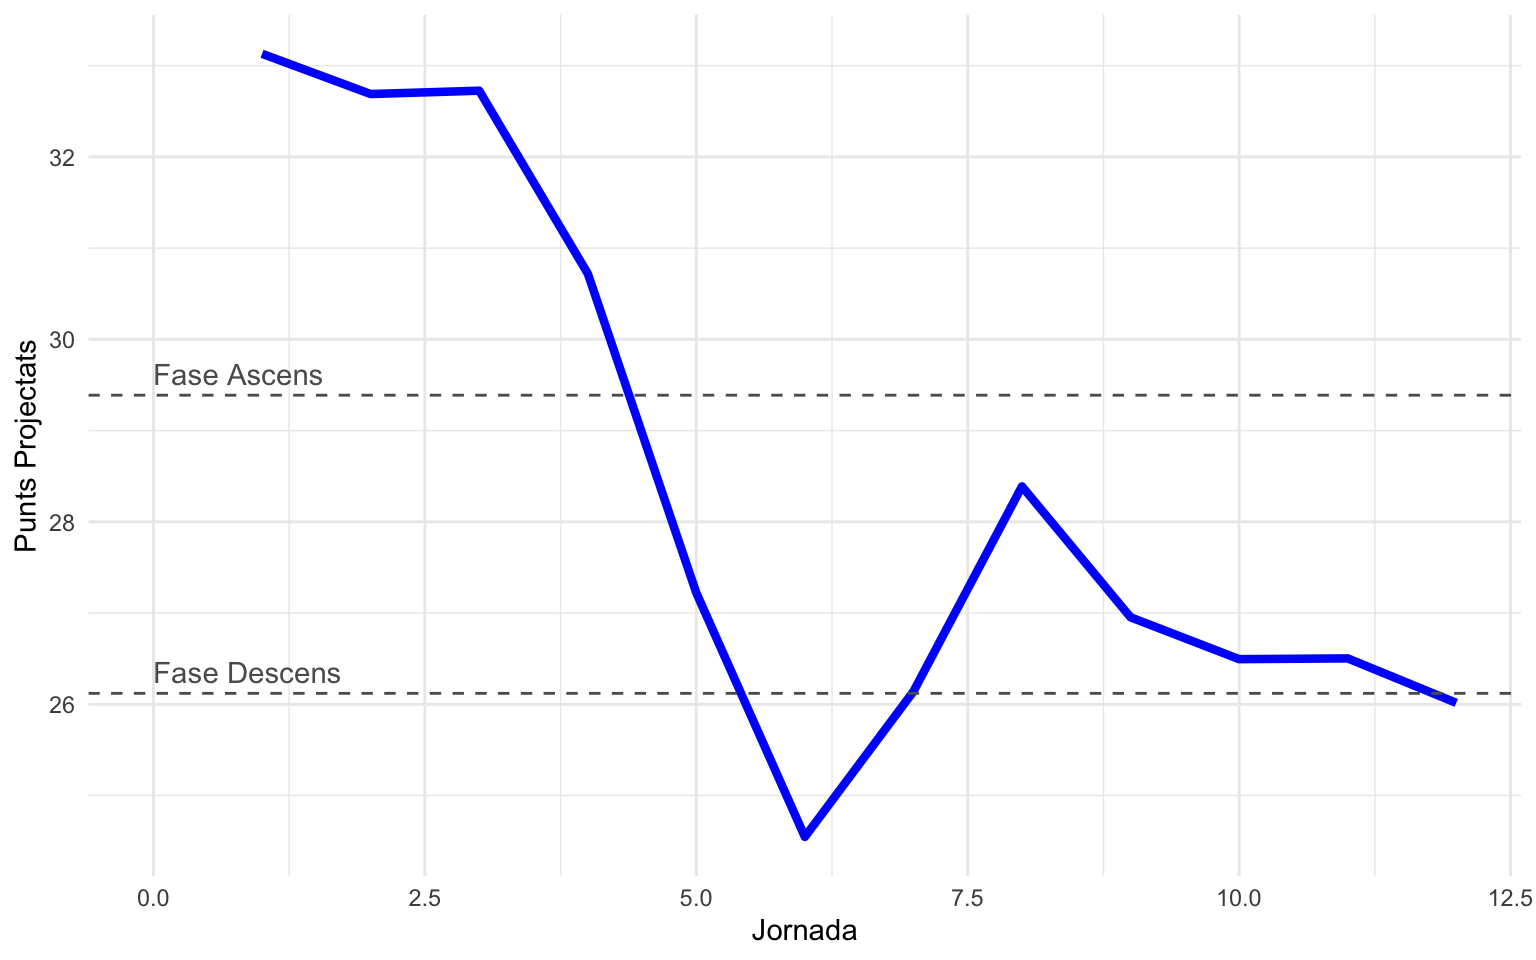 Punts Projectats
32
30
28
26
Fase Ascens
Fase Descens
0.0 2.5 5.0 7.5 10.0 12.5
Jornada